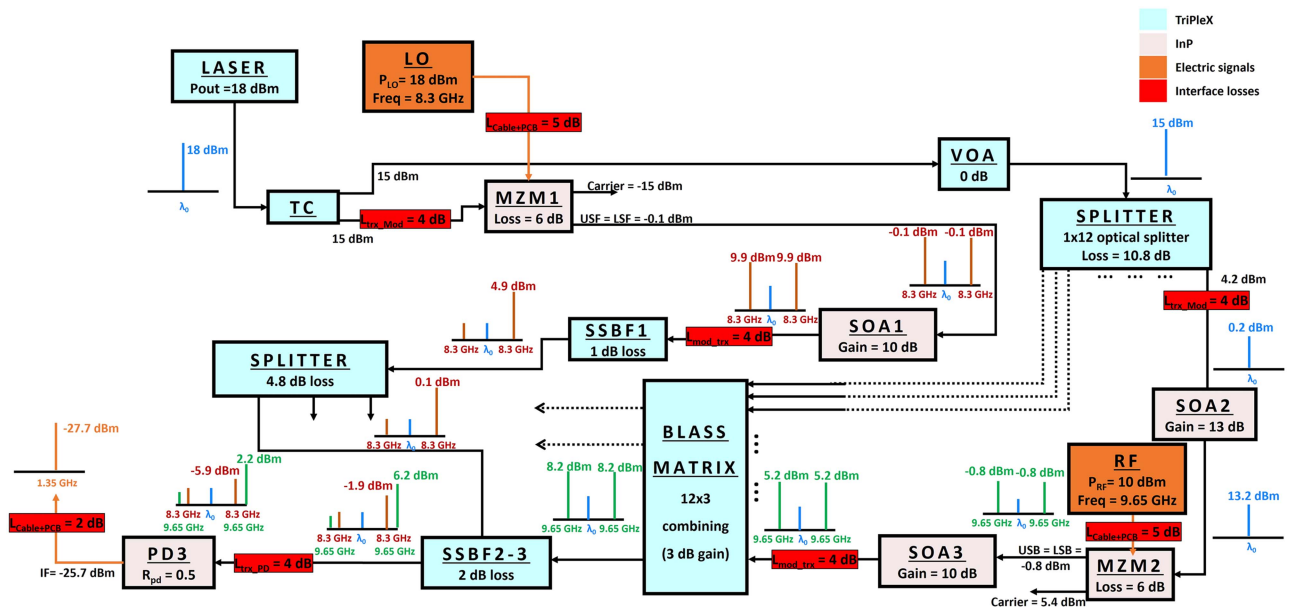 TriPleX
InP
Electric signals
Interface losses
LASER
Pout =18 dBm
LO
P_LO= 18 dBm
Freq = 8.3 GHz
L_Cable+PCB = 5 dB
18 dBm
λ₀
TC
15 dBm
15 dBm
L_trx_Mod = 4 dB
MZM1
Loss = 6 dB
Carrier = -15 dBm
USF = LSF = -0.1 dBm
VOA
0 dB
15 dBm
λ₀
SPLITTER
1x12 optical splitter
Loss = 10.8 dB
... ...
4.2 dBm
L_trx_Mod = 4 dB
0.2 dBm
λ₀
SOA2
Gain = 13 dB
13.2 dBm
λ₀
-0.1 dBm -0.1 dBm
8.3 GHz λ₀ 8.3 GHz
SOA1
Gain = 10 dB
9.9 dBm 9.9 dBm
8.3 GHz λ₀ 8.3 GHz
L_mod_trx = 4 dB
SSBF1
1 dB loss
4.9 dBm
8.3 GHz λ₀ 8.3 GHz
SPLITTER
4.8 dB loss
0.1 dBm
8.3 GHz λ₀ 8.3 GHz
BLASS
MATRIX
12x3
combining
(3 dB gain)
RF
P_RF= 10 dBm
Freq = 9.65 GHz
L_Cable+PCB = 5 dB
MZM2
Loss = 6 dB
USB = LSB =
-0.8 dBm
Carrier = 5.4 dBm
-0.8 dBm -0.8 dBm
9.65 GHz λ₀ 9.65 GHz
SOA3
Gain = 10 dB
5.2 dBm 5.2 dBm
9.65 GHz λ₀ 9.65 GHz
L_mod_trx = 4 dB
8.2 dBm 8.2 dBm
9.65 GHz λ₀ 9.65 GHz
SSBF2-3
2 dB loss
6.2 dBm
-1.9 dBm
8.3 GHz λ₀ 8.3 GHz
9.65 GHz 9.65 GHz
L_trx_PD = 4 dB
2.2 dBm
-5.9 dBm
8.3 GHz λ₀ 8.3 GHz
9.65 GHz 9.65 GHz
PD3
R_pd = 0.5
IF= -25.7 dBm
L_Cable+PCB = 2 dB
-27.7 dBm
1.35 GHz